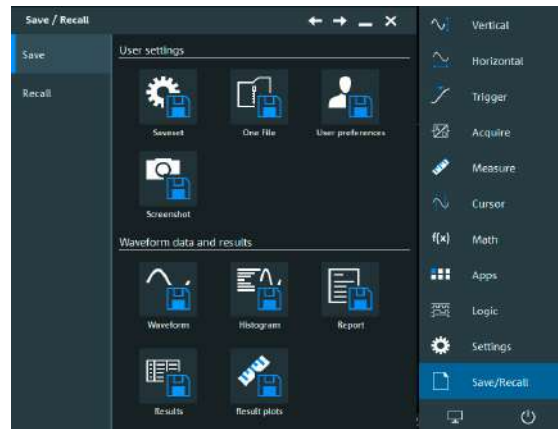 Save / Recall
Save
Recall
User settings
Saveset
One File
User preferences
Screenshot
Waveform data and results
Waveform
Histogram
Report
Results
Result plots
Vertical
Horizontal
Trigger
Acquire
Measure
Cursor
f(x) Math
Apps
Logic
Settings
Save/Recall